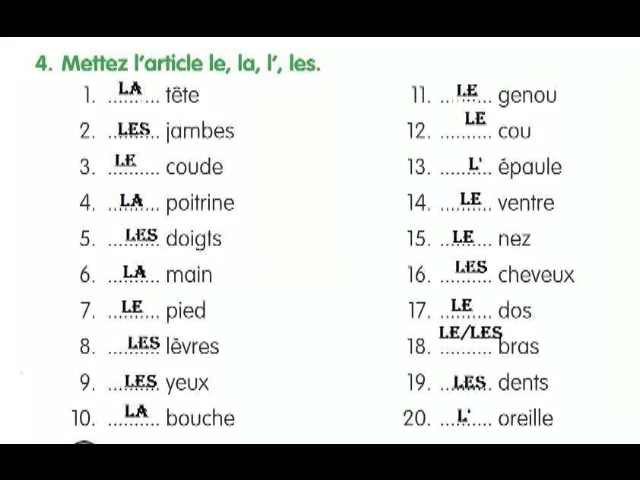 4. Mettez l'article le, la, l', les.
1. LA tête
2. LES jambes
3. LE coude
4. LA poitrine
5. LES doigts
6. LA main
7. LE pied
8. LES lèvres
9. LES yeux
10. LA bouche
11. LE genou
12. LE cou
13. L' épaule
14. LE ventre
15. LE nez
16. LES cheveux
17. LE dos
18. LE/LES bras
19. LES dents
20. L' oreille